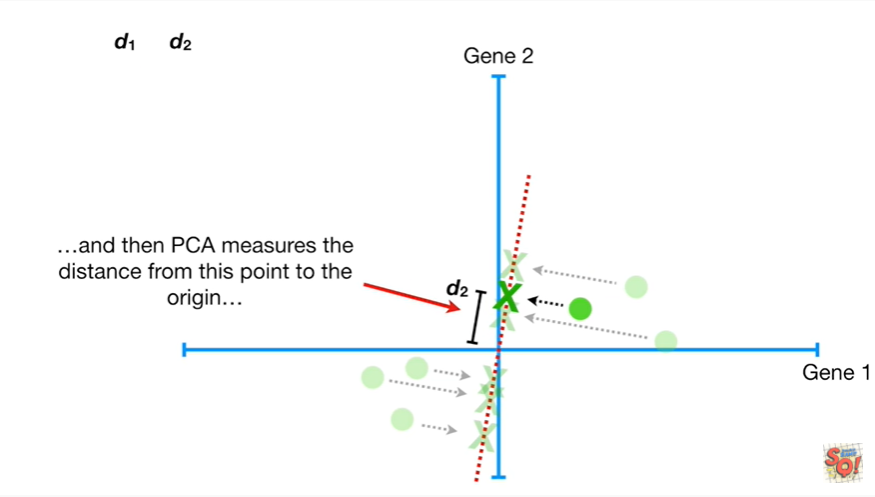 d₁ d₂
Gene 2
…and then PCA measures the
distance from this point to the
origin…
d₂
X
X
X
Gene 1
X
X
X
SQ!